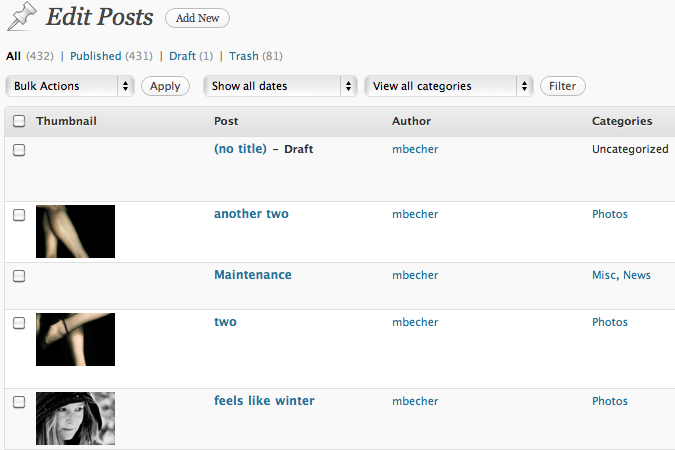 Edit Posts Add New
All (432) | Published (431) | Draft (1) | Trash (81)
Bulk Actions Apply Show all dates View all categories Filter
Thumbnail Post Author Categories
(no title) – Draft mbecher Uncategorized
another two mbecher Photos
Maintenance mbecher Misc, News
two mbecher Photos
feels like winter mbecher Photos